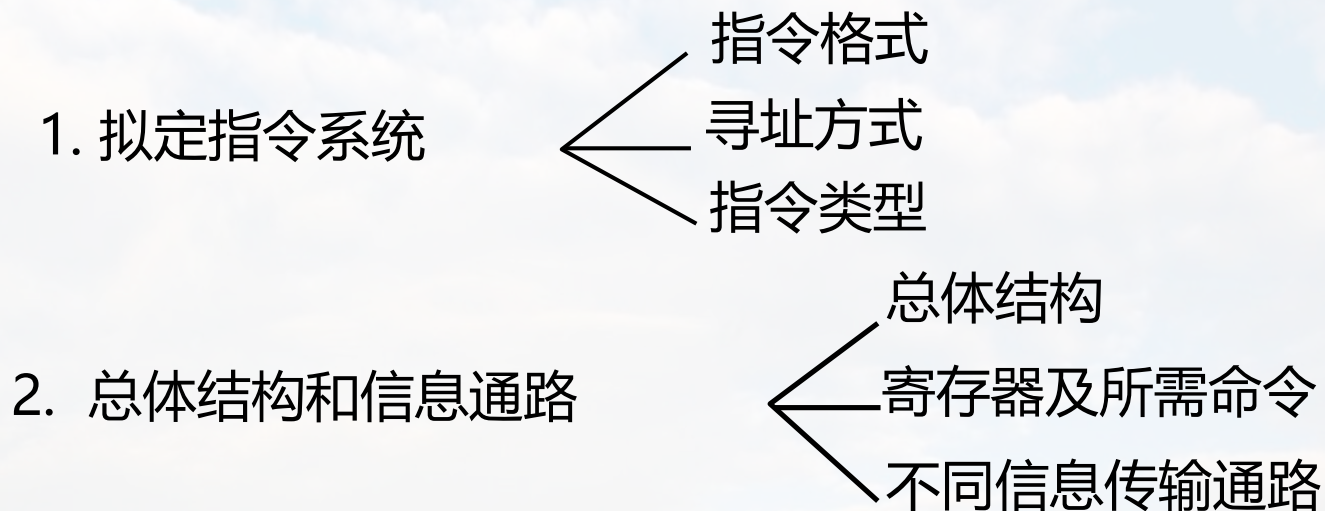 1. 拟定指令系统
指令格式
寻址方式
指令类型
2. 总体结构和信息通路
总体结构
寄存器及所需命令
不同信息传输通路